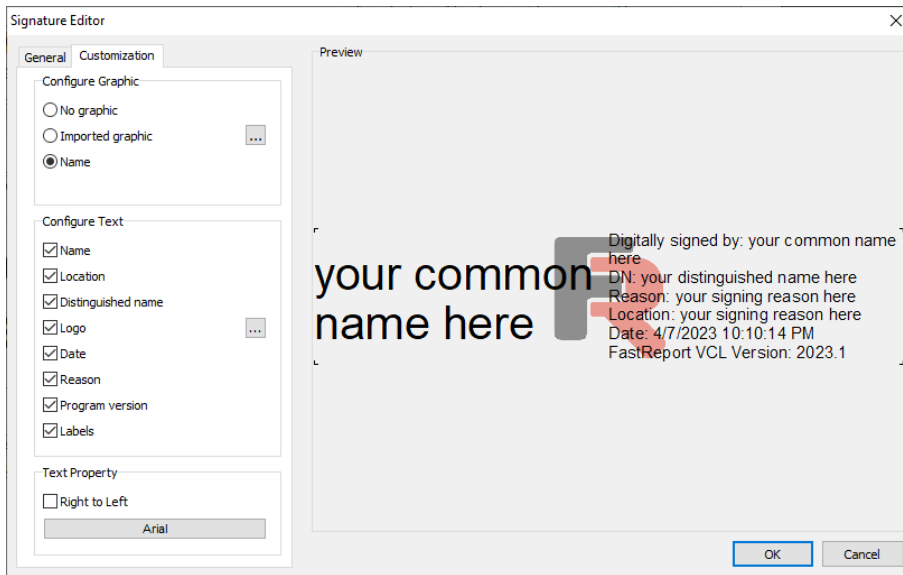 Signature Editor
General
Customization
Configure Graphic
No graphic
Imported graphic
...
Name
Configure Text
Name
Location
Distinguished name
Logo
...
Date
Reason
Program version
Labels
Text Property
Right to Left
Arial
Preview
your common
name here
FR
Digitally signed by: your common name
here
DN: your distinguished name here
Reason: your signing reason here
Location: your signing reason here
Date: 4/7/2023 10:10:14 PM
FastReport VCL Version: 2023.1
OK
Cancel